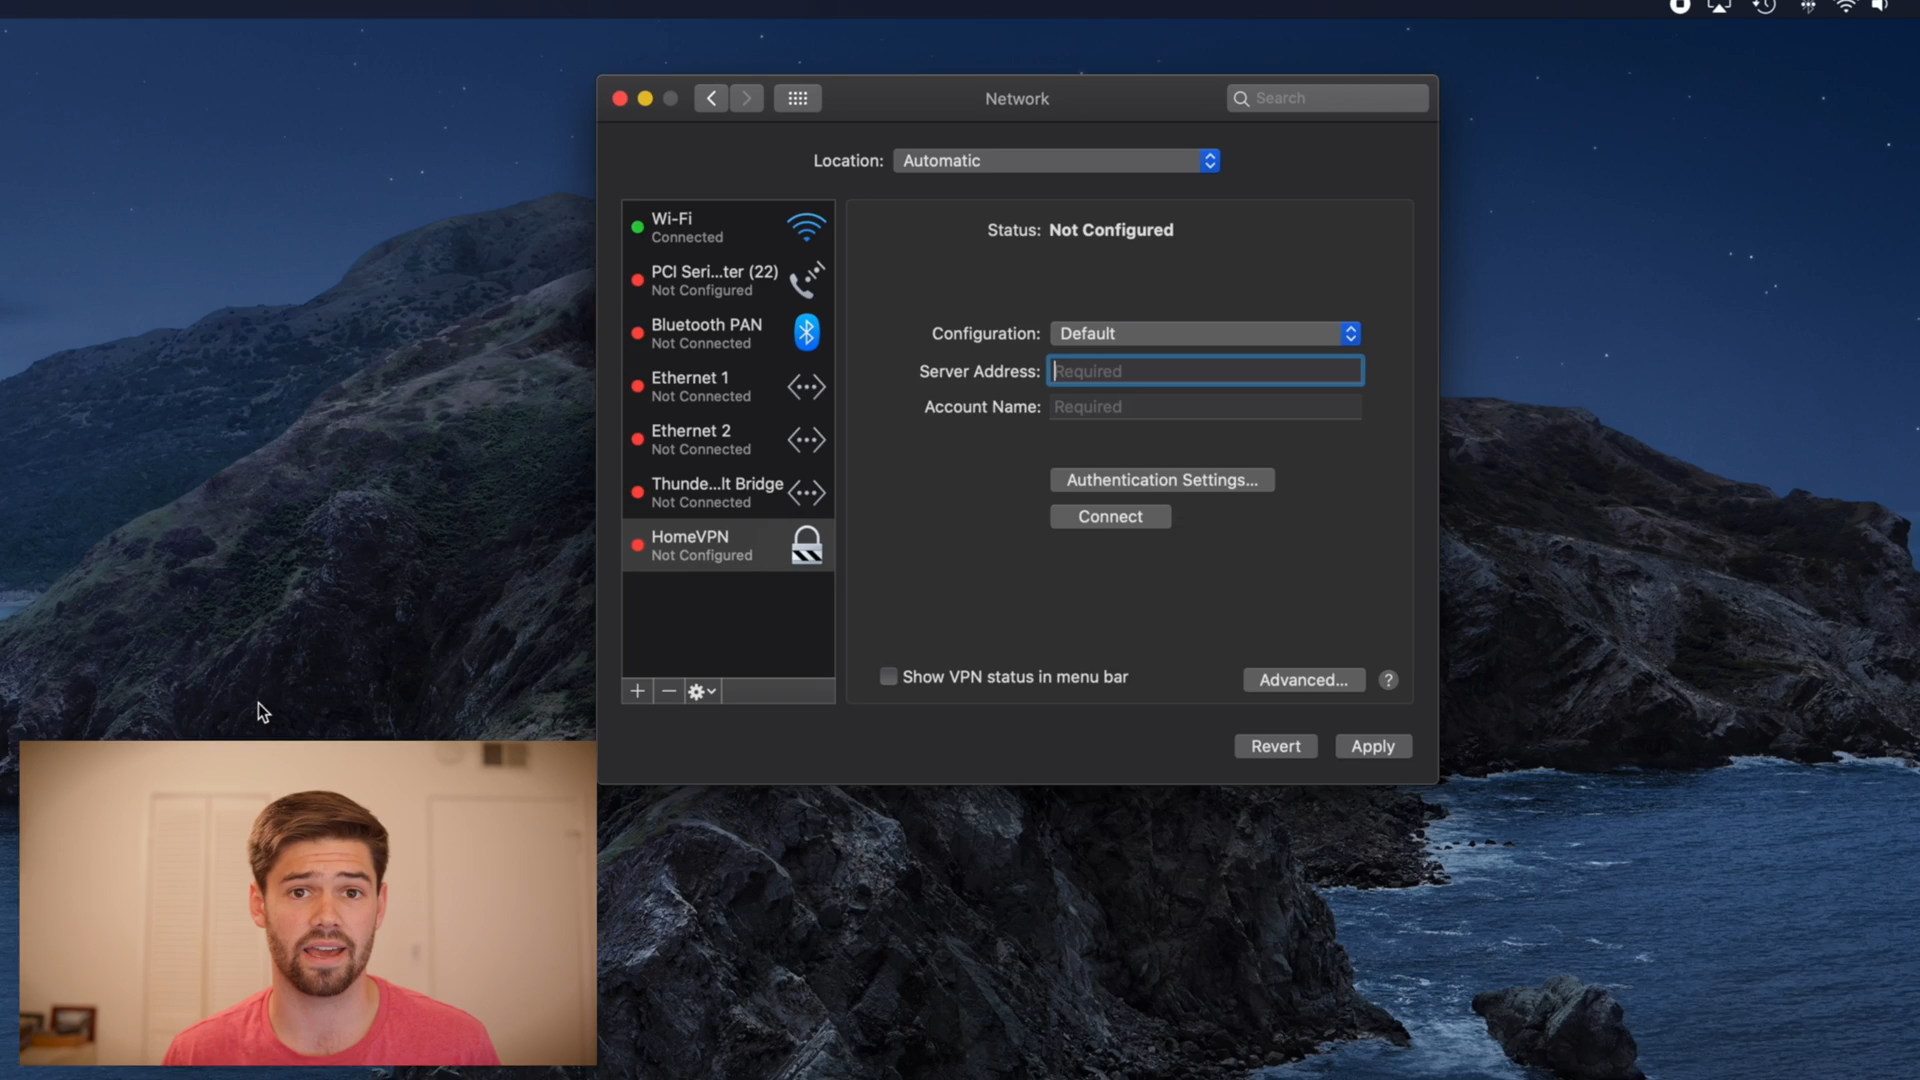 Network
Search
Location: Automatic
Wi-Fi
Connected
PCI Seri...ter (22)
Not Configured
Bluetooth PAN
Not Connected
Ethernet 1
Not Connected
Ethernet 2
Not Connected
Thunde...lt Bridge
Not Connected
HomeVPN
Not Configured
Status: Not Configured
Configuration: Default
Server Address: Required
Account Name: Required
Authentication Settings...
Connect
Show VPN status in menu bar
Advanced... ?
Revert Apply